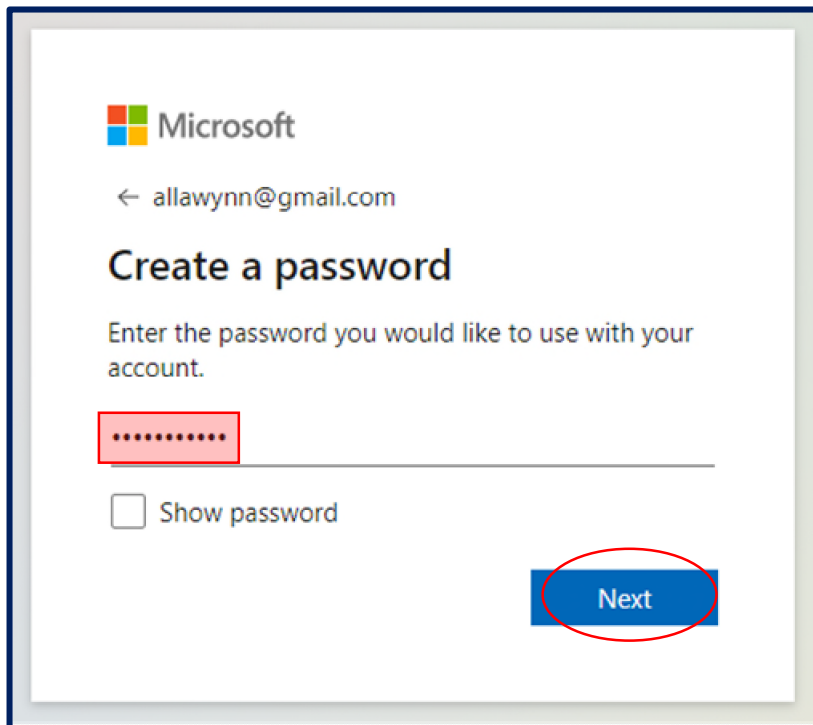 Microsoft
← allawynn@gmail.com
Create a password
Enter the password you would like to use with your
account.
•••••••••••
Show password
Next